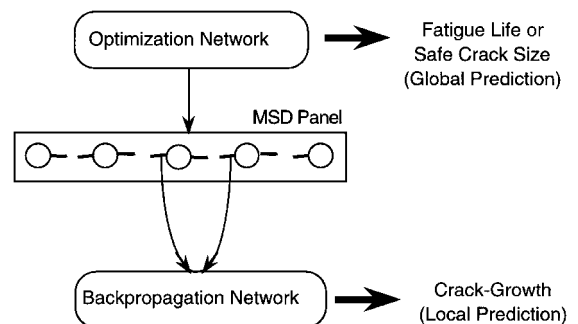 Optimization Network
Fatigue Life or
Safe Crack Size
(Global Prediction)
MSD Panel
Backpropagation Network
Crack-Growth
(Local Prediction)